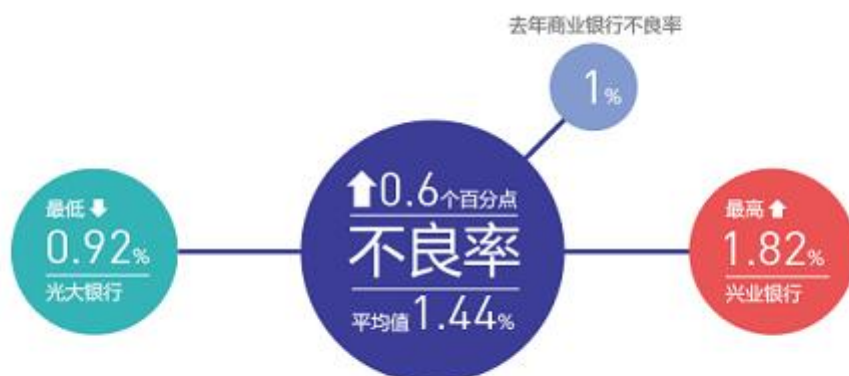 去年商业银行不良率
1%
0.6个百分点
不良率
平均值1.44%
最低
0.92%
光大银行
最高
1.82%
兴业银行